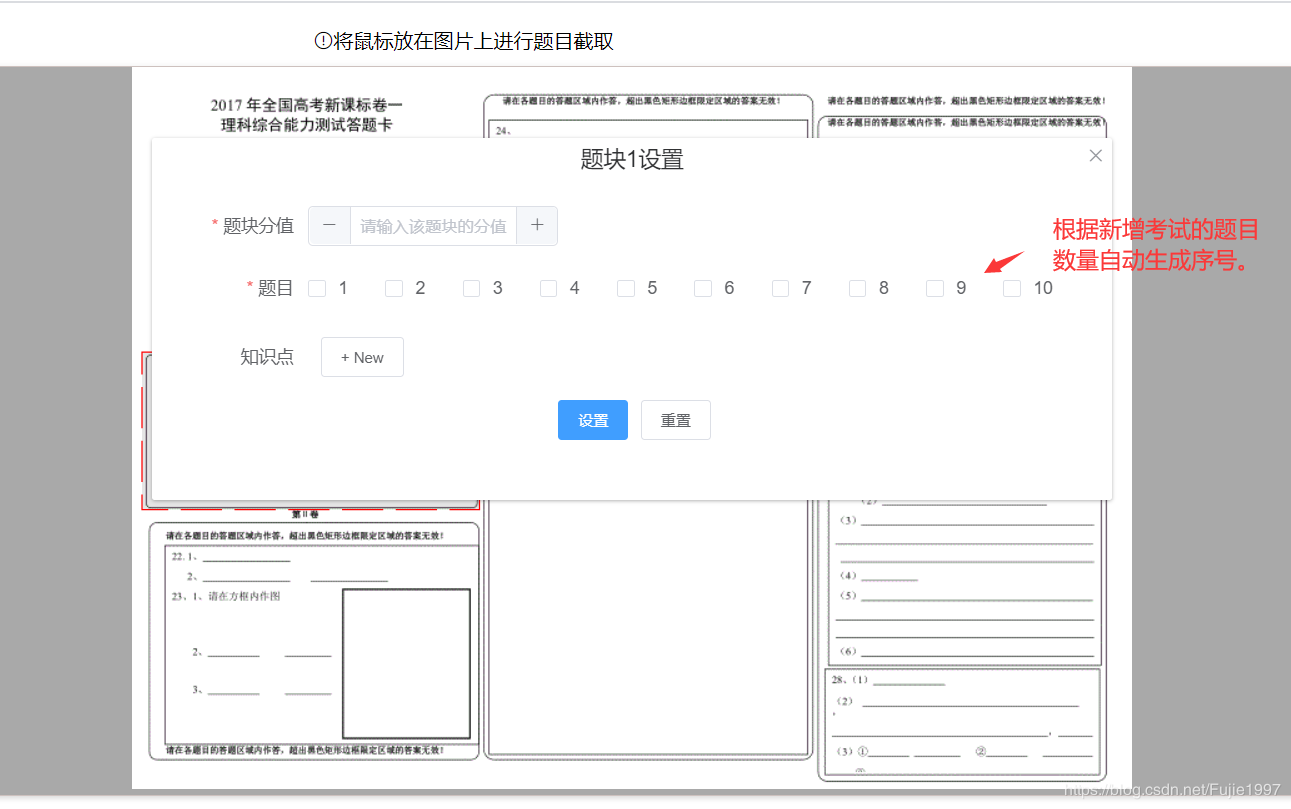 ①将鼠标放在图片上进行题目截取
2017 年全国高考新课标卷一
理科综合能力测试答题卡
请在各题目的答题区域内作答,超出黑色矩形边框限定区域的答案无效!
24、
请在各题目的答题区域内作答,超出黑色矩形边框限定区域的答案无效!
请在各题目的答题区域内作答,超出黑色矩形边框限定区域的答案无效!
题块1设置
* 题块分值 − 请输入该题块的分值 +
根据新增考试的题目
数量自动生成序号。
* 题目 1 2 3 4 5 6 7 8 9 10
知识点 + New
设置 重置
第Ⅱ卷
请在各题目的答题区域内作答,超出黑色矩形边框限定区域的答案无效!
22. 1、
2、
23、1、请在方框内作图
2、
3、
请在各题目的答题区域内作答,超出黑色矩形边框限定区域的答案无效!
(2)
(3)
(4)
(5)
(6)
28、(1)
(2)
(3)① ②
https://blog.csdn.net/Fujie1997